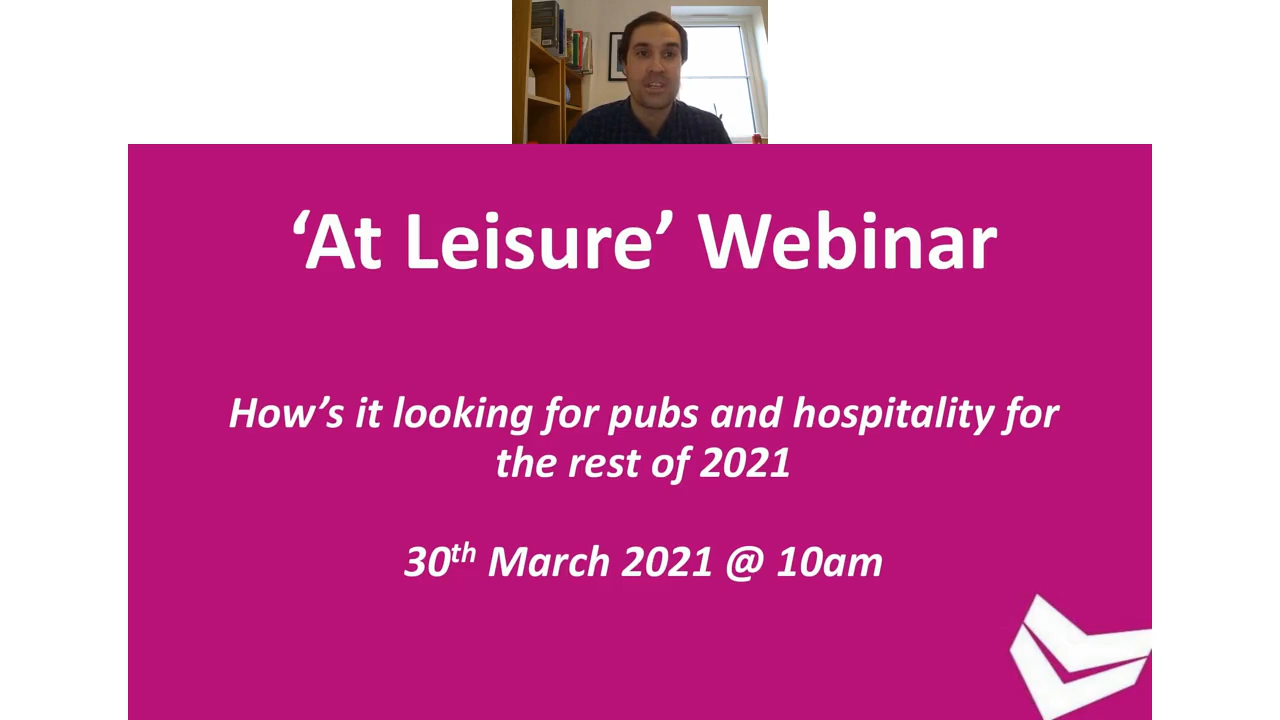 ‘At Leisure’ Webinar
How’s it looking for pubs and hospitality for
the rest of 2021
30th March 2021 @ 10am